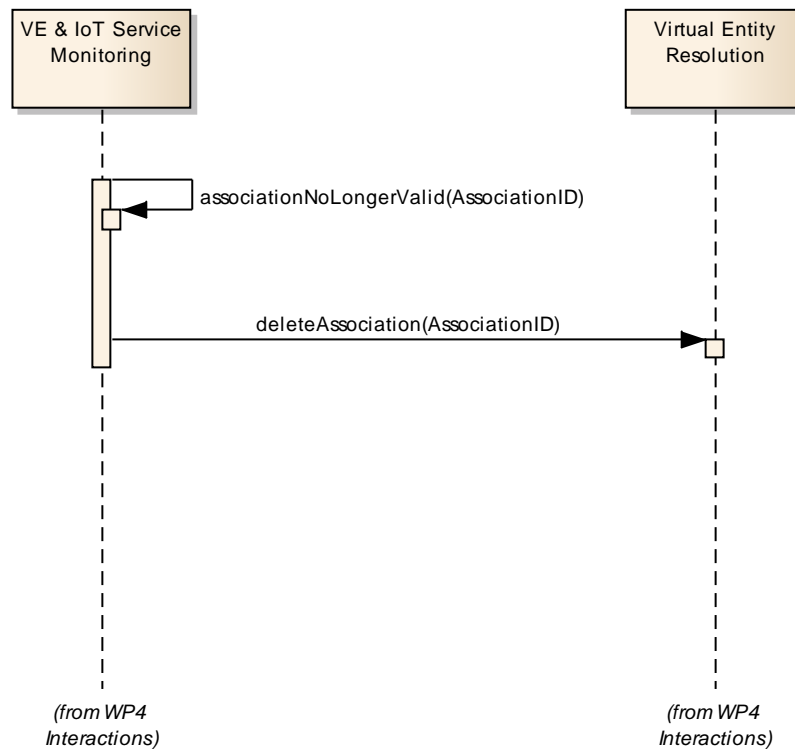 VE & IoT Service
Monitoring
Virtual Entity
Resolution
associationNoLongerValid(AssociationID)
deleteAssociation(AssociationID)
(from WP4
Interactions)
(from WP4
Interactions)